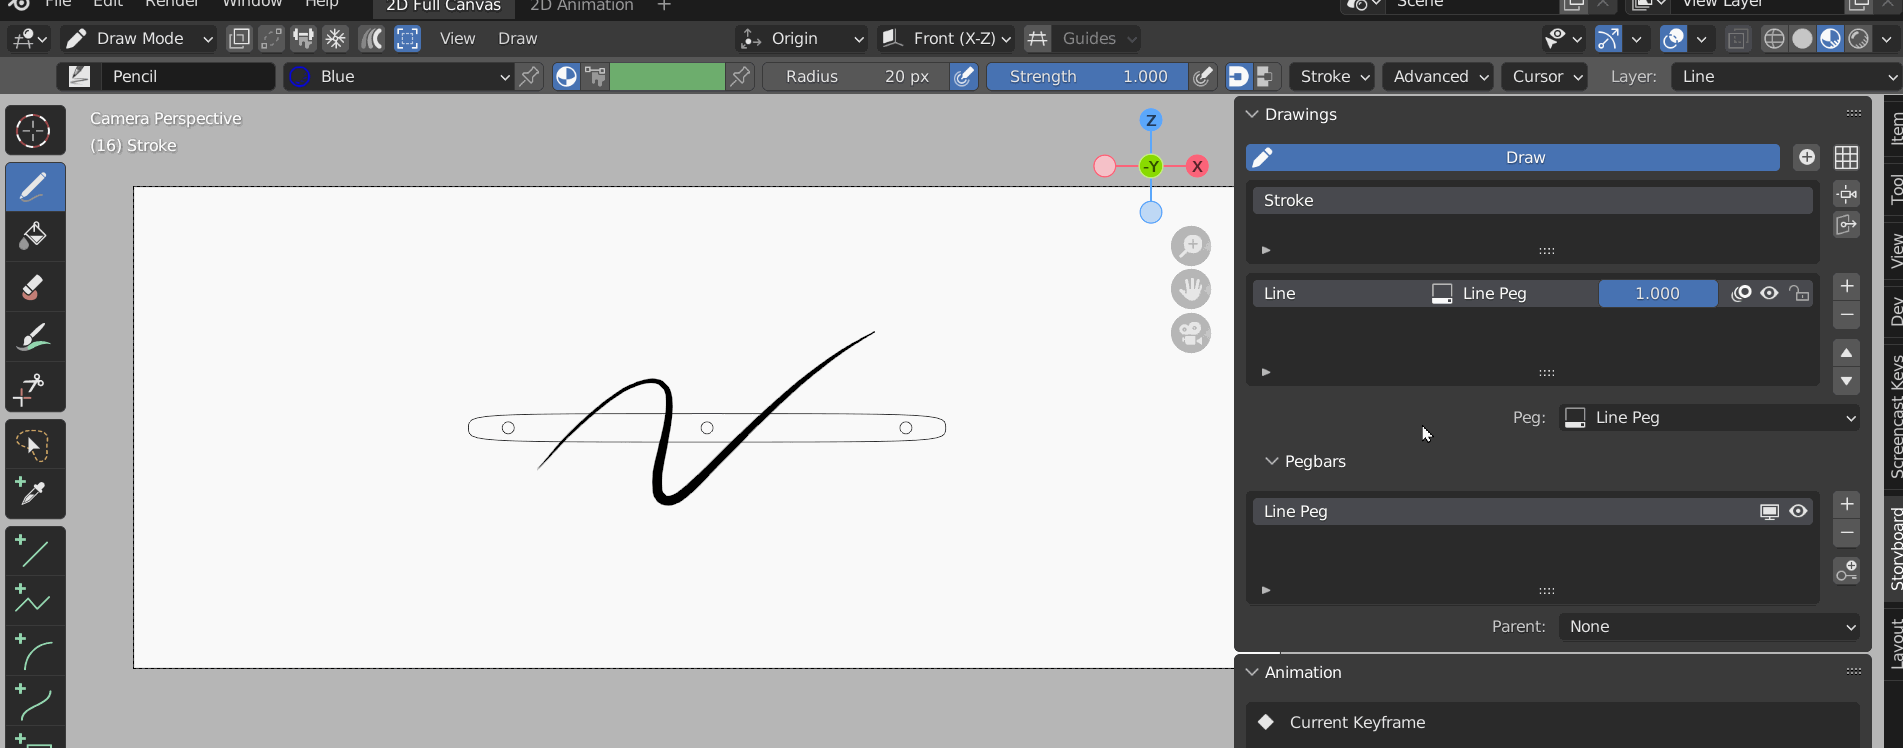 File Edit Render Window Help 2D Full Canvas 2D Animation + Scene View Layer
Draw Mode View Draw Origin Front (X-Z) Guides
Pencil Blue Radius 20 px Strength 1.000 Stroke Advanced Cursor Layer: Line
Camera Perspective
(16) Stroke
Z
-Y
X
Drawings
Draw
Stroke
Line Line Peg 1.000
Peg: Line Peg
Pegbars
Line Peg
Parent: None
Animation
Current Keyframe
Item
Tool
View
Dev
Screencast Keys
Storyboard
Layout